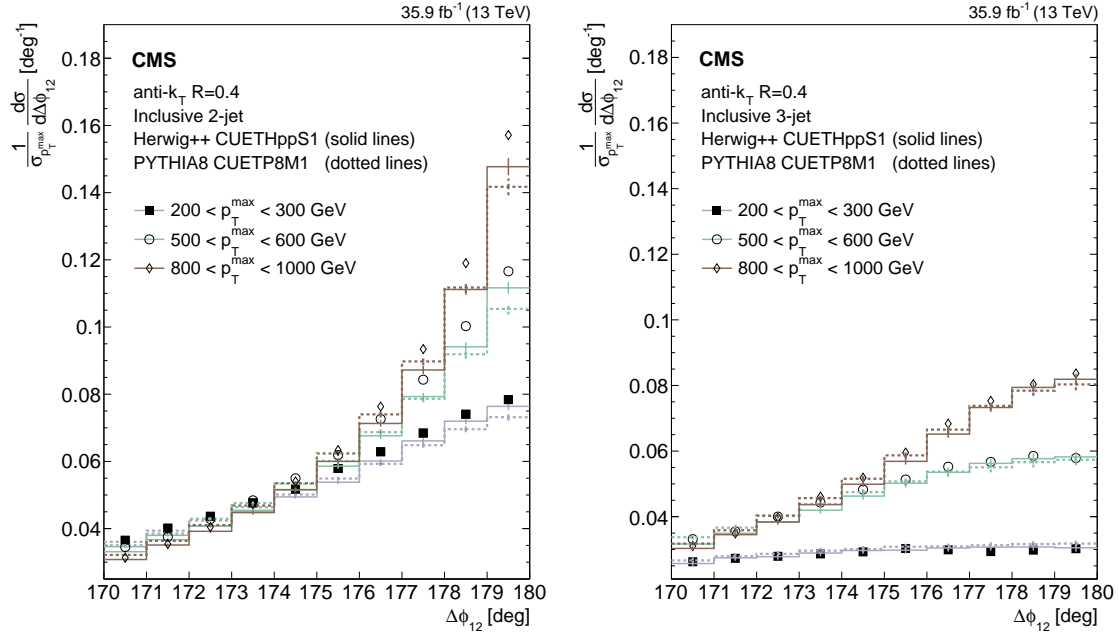 35.9 fb⁻¹ (13 TeV)
CMS
anti-k_T R=0.4
Inclusive 2-jet
Herwig++ CUETHppS1 (solid lines)
PYTHIA8 CUETP8M1 (dotted lines)
200 < p_T^max < 300 GeV
500 < p_T^max < 600 GeV
800 < p_T^max < 1000 GeV
1/σ_{p_T^max} dσ/dΔϕ₁₂ [deg⁻¹]
0.18
0.16
0.14
0.12
0.1
0.08
0.06
0.04
170 171 172 173 174 175 176 177 178 179 180
Δϕ₁₂ [deg]
35.9 fb⁻¹ (13 TeV)
CMS
anti-k_T R=0.4
Inclusive 3-jet
Herwig++ CUETHppS1 (solid lines)
PYTHIA8 CUETP8M1 (dotted lines)
200 < p_T^max < 300 GeV
500 < p_T^max < 600 GeV
800 < p_T^max < 1000 GeV
1/σ_{p_T^max} dσ/dΔϕ₁₂ [deg⁻¹]
0.18
0.16
0.14
0.12
0.1
0.08
0.06
0.04
170 171 172 173 174 175 176 177 178 179 180
Δϕ₁₂ [deg]